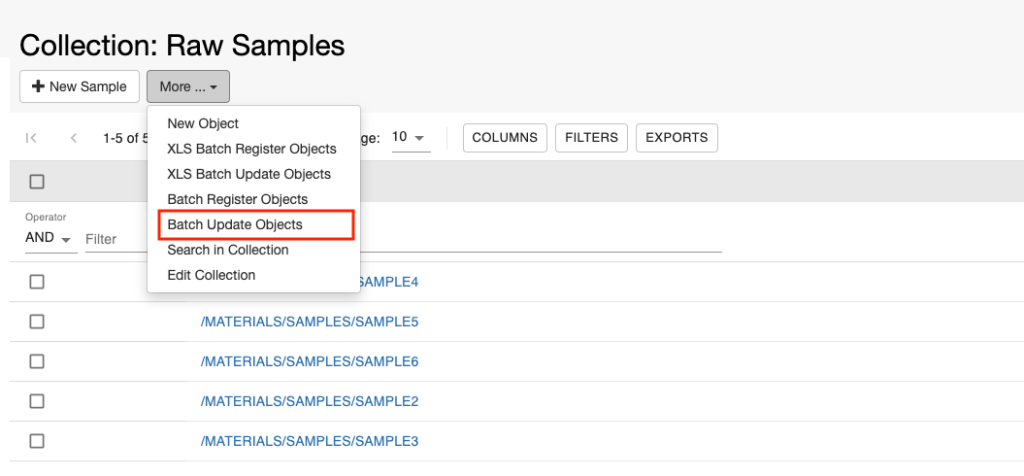 Collection: Raw Samples
+ New Sample More ...
New Object
XLS Batch Register Objects
XLS Batch Update Objects
Batch Register Objects
Batch Update Objects
Search in Collection
Edit Collection
1-5 of 5 ge: 10 COLUMNS FILTERS EXPORTS
Operator
AND Filter
SAMPLE4
/MATERIALS/SAMPLES/SAMPLE5
/MATERIALS/SAMPLES/SAMPLE6
/MATERIALS/SAMPLES/SAMPLE2
/MATERIALS/SAMPLES/SAMPLE3